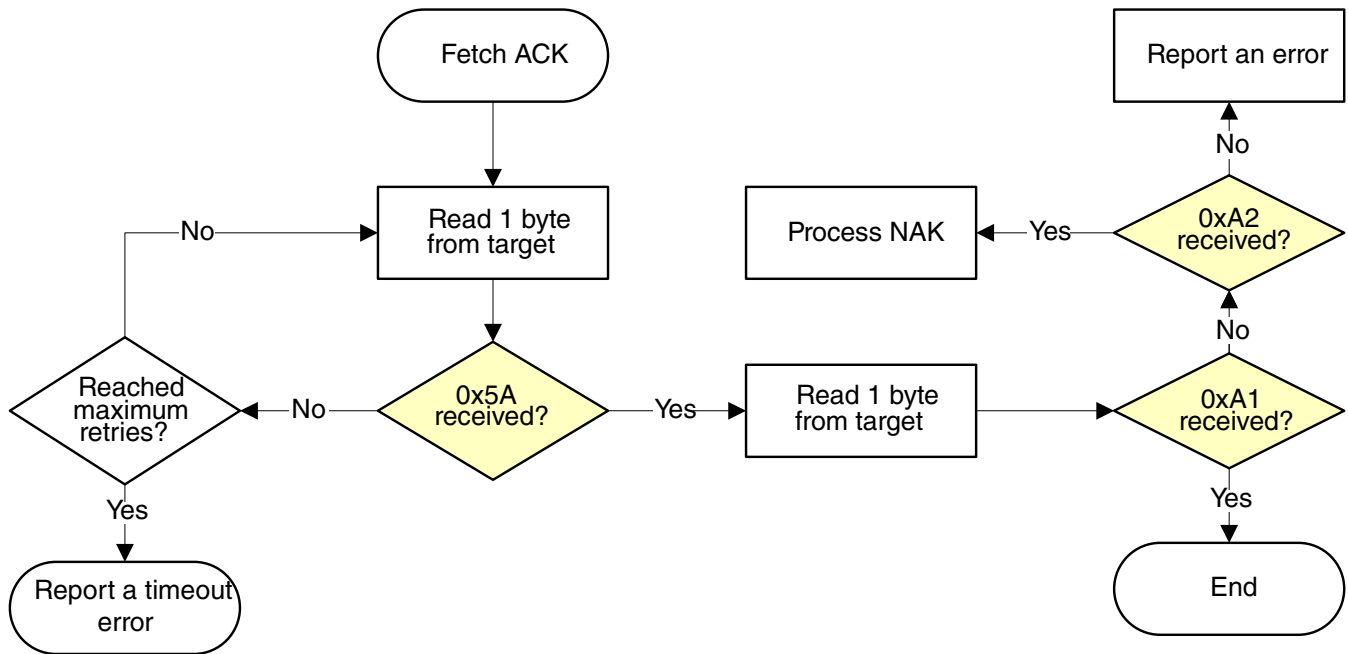 Fetch ACK
Report an error
No
Read 1 byte
from target
Process NAK
Yes
0xA2
received?
No
No
Reached
maximum
retries?
No
0x5A
received?
Yes
Read 1 byte
from target
0xA1
received?
Yes
Yes
Report a timeout
error
End